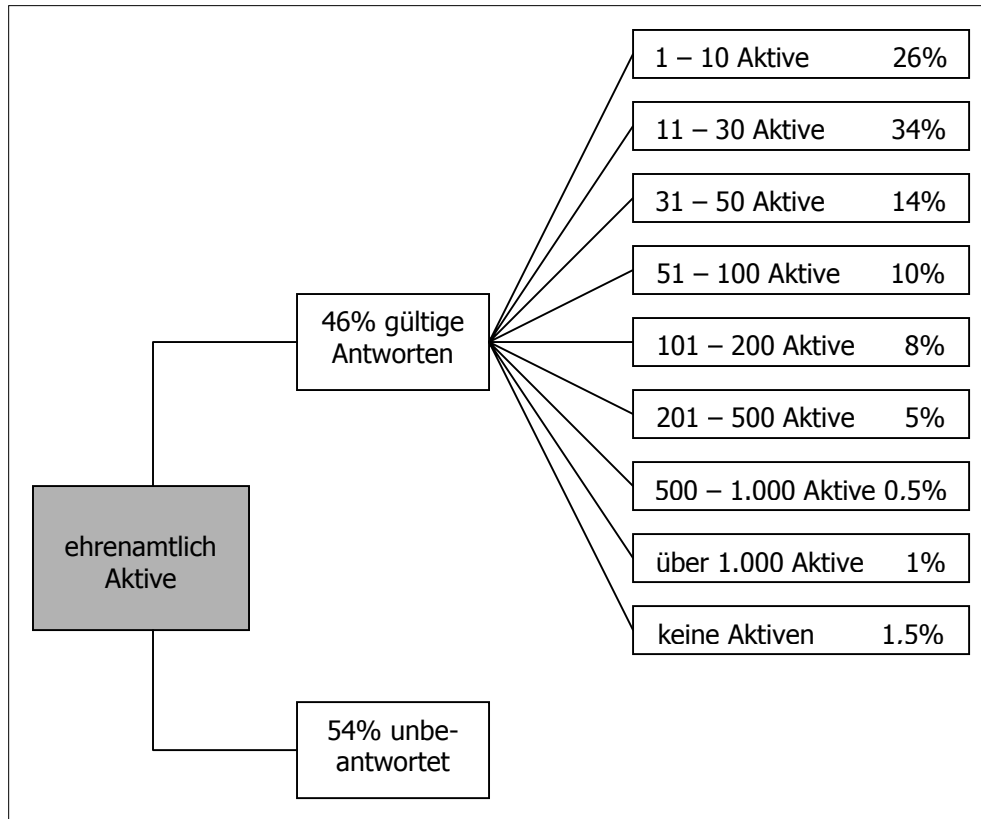 1 – 10 Aktive 26%
11 – 30 Aktive 34%
31 – 50 Aktive 14%
51 – 100 Aktive 10%
46% gültige
Antworten
101 – 200 Aktive 8%
201 – 500 Aktive 5%
500 – 1.000 Aktive 0.5%
ehrenamtlich
Aktive
über 1.000 Aktive 1%
keine Aktiven 1.5%
54% unbe-
antwortet